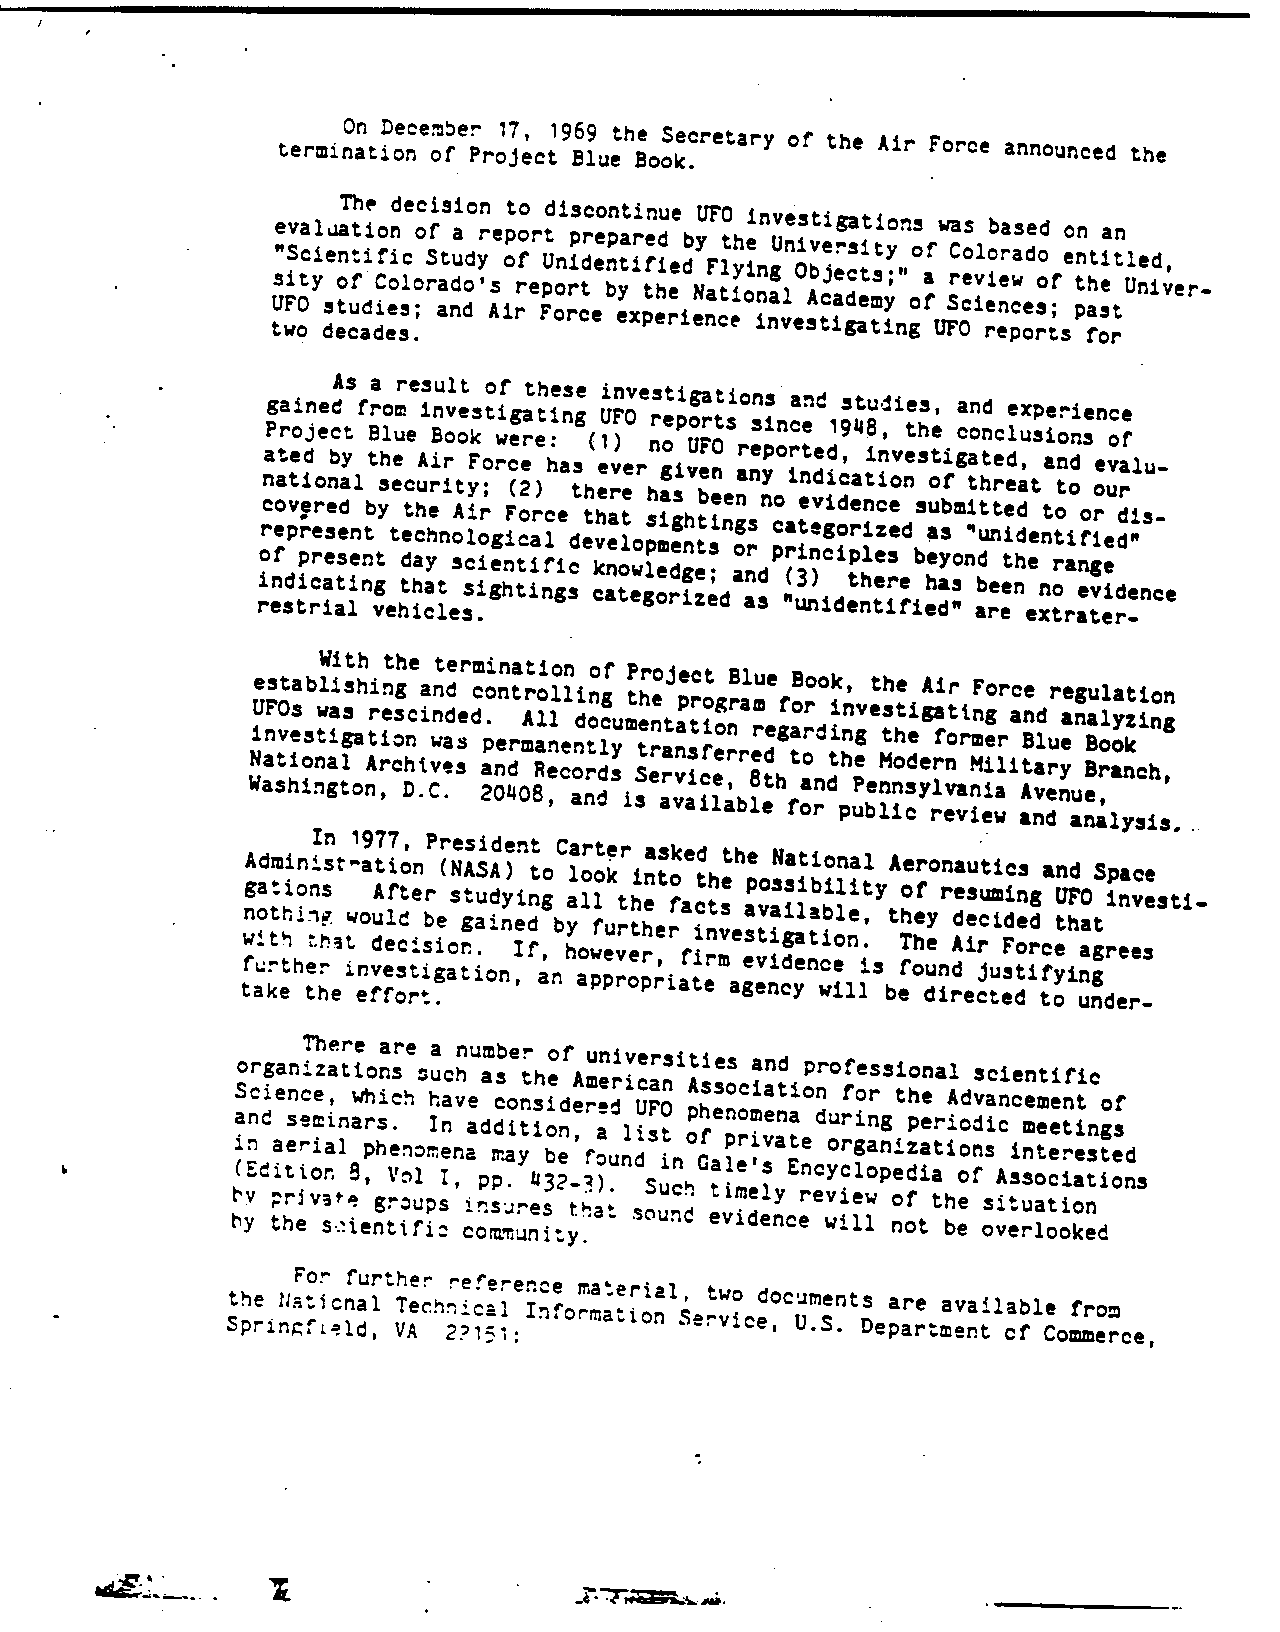 On December 17, 1969 the Secretary of the Air Force announced the
termination of Project Blue Book.
The decision to discontinue UFO investigations was based on an
evaluation of a report prepared by the University of Colorado entitled,
"Scientific Study of Unidentified Flying Objects;" a review of the Univer-
sity of Colorado's report by the National Academy of Sciences; past
UFO studies; and Air Force experience investigating UFO reports for
two decades.
As a result of these investigations and studies, and experience
gained from investigating UFO reports since 1948, the conclusions of
Project Blue Book were: (1) no UFO reported, investigated, and evalu-
ated by the Air Force has ever given any indication of threat to our
national security; (2) there has been no evidence submitted to or dis-
covered by the Air Force that sightings categorized as "unidentified"
represent technological developments or principles beyond the range
of present day scientific knowledge; and (3) there has been no evidence
indicating that sightings categorized as "unidentified" are extrater-
restrial vehicles.
With the termination of Project Blue Book, the Air Force regulation
establishing and controlling the program for investigating and analyzing
UFOs was rescinded. All documentation regarding the former Blue Book
investigation was permanently transferred to the Modern Military Branch,
National Archives and Records Service, 8th and Pennsylvania Avenue,
Washington, D.C. 20408, and is available for public review and analysis.
In 1977, President Carter asked the National Aeronautics and Space
Administration (NASA) to look into the possibility of resuming UFO investi-
gations After studying all the facts available, they decided that
nothing would be gained by further investigation. The Air Force agrees
with that decision. If, however, firm evidence is found justifying
further investigation, an appropriate agency will be directed to under-
take the effort.
There are a number of universities and professional scientific
organizations such as the American Association for the Advancement of
Science, which have considered UFO phenomena during periodic meetings
and seminars. In addition, a list of private organizations interested
in aerial phenomena may be found in Gale's Encyclopedia of Associations
(Edition 8, Vol I, pp. 432-3). Such timely review of the situation
by private groups insures that sound evidence will not be overlooked
by the scientific community.
For further reference material, two documents are available from
the National Technical Information Service, U.S. Department of Commerce,
Springfield, VA 22151: